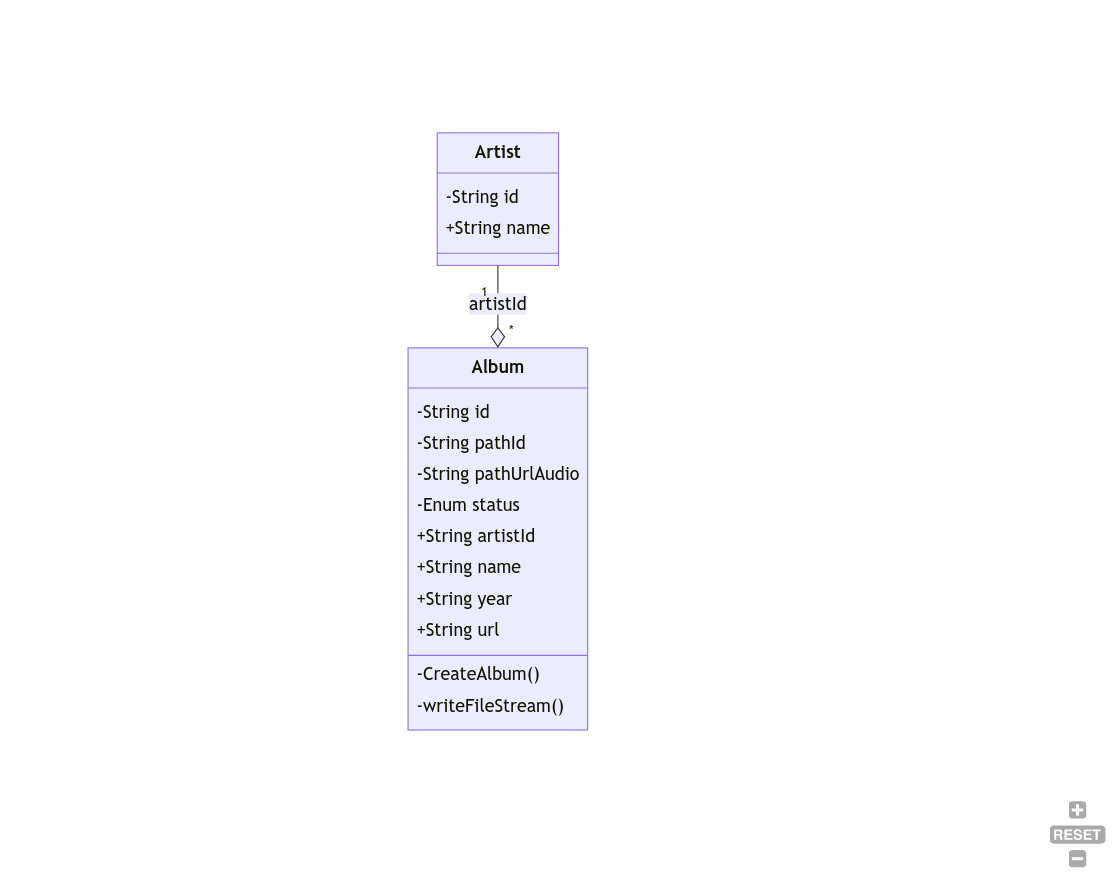 Artist
-String id
+String name
1
artistId
*
Album
-String id
-String pathId
-String pathUrlAudio
-Enum status
+String artistId
+String name
+String year
+String url
-CreateAlbum()
-writeFileStream()
RESET